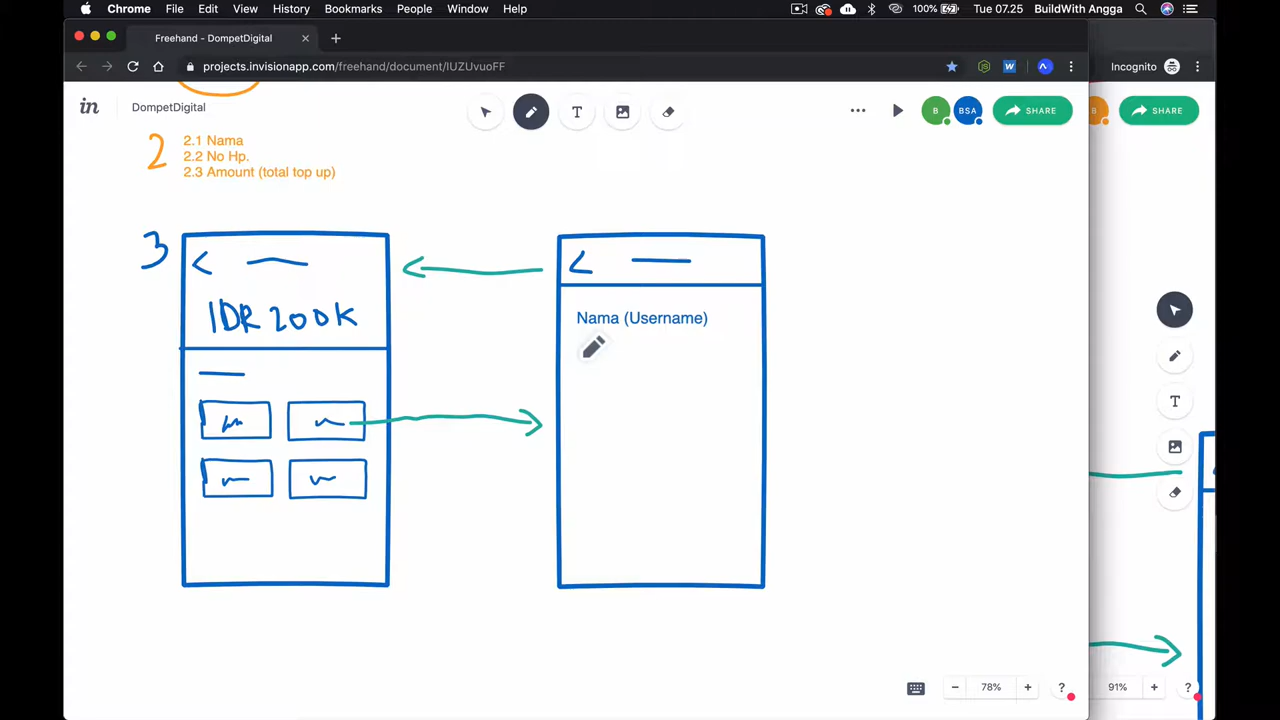 Chrome File Edit View History Bookmarks People Window Help 100% Tue 07.25 BuildWith Angga
Freehand - DompetDigital
projects.invisionapp.com/freehand/document/IUZUvuoFF
Incognito
in DompetDigital T B BSA SHARE
B SHARE
2
2.1 Nama
2.2 No Hp.
2.3 Amount (total top up)
3
IDR 200K
Nama (Username)
T
78% ?
91% ?